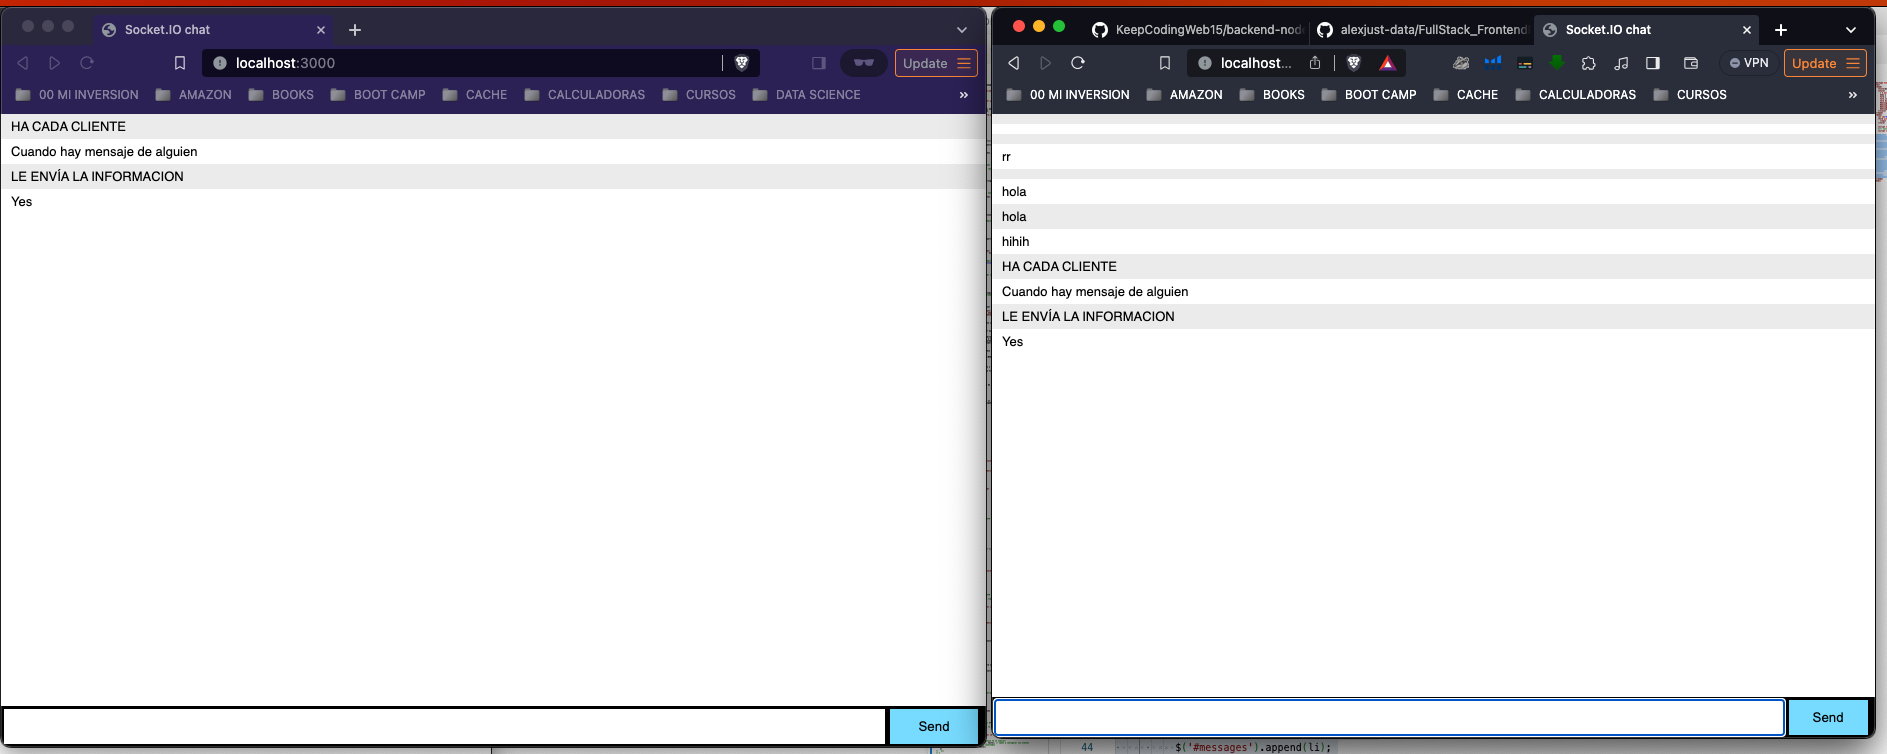 Socket.IO chat
localhost:3000
Update
00 MI INVERSION
AMAZON
BOOKS
BOOT CAMP
CACHE
CALCULADORAS
CURSOS
DATA SCIENCE
»
HA CADA CLIENTE
Cuando hay mensaje de alguien
LE ENVÍA LA INFORMACION
Yes
Send
KeepCodingWeb15/backend-node
alexjust-data/FullStack_Frontend
Socket.IO chat
localhost...
VPN
Update
00 MI INVERSION
AMAZON
BOOKS
BOOT CAMP
CACHE
CALCULADORAS
CURSOS
»
rr
hola
hola
hihih
HA CADA CLIENTE
Cuando hay mensaje de alguien
LE ENVÍA LA INFORMACION
Yes
Send
44 $('#messages').append(li);